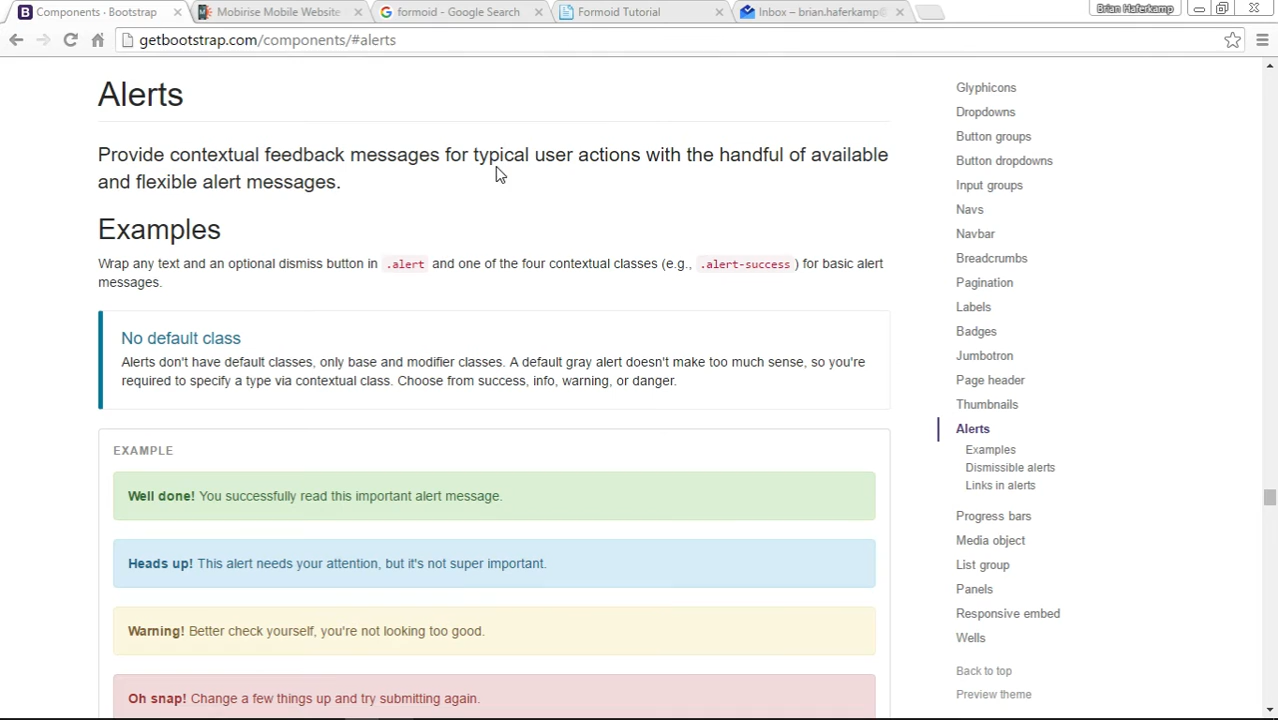 Components · Bootstrap
Mobirise Mobile Website
formoid - Google Search
Formoid Tutorial
Inbox – brian.haferkamp@
Brian Haferkamp
getbootstrap.com/components/#alerts
Alerts
Provide contextual feedback messages for typical user actions with the handful of available
and flexible alert messages.
Examples
Wrap any text and an optional dismiss button in .alert and one of the four contextual classes (e.g., .alert-success ) for basic alert
messages.
No default class
Alerts don't have default classes, only base and modifier classes. A default gray alert doesn't make too much sense, so you're
required to specify a type via contextual class. Choose from success, info, warning, or danger.
EXAMPLE
Well done! You successfully read this important alert message.
Heads up! This alert needs your attention, but it's not super important.
Warning! Better check yourself, you're not looking too good.
Oh snap! Change a few things up and try submitting again.
Glyphicons
Dropdowns
Button groups
Button dropdowns
Input groups
Navs
Navbar
Breadcrumbs
Pagination
Labels
Badges
Jumbotron
Page header
Thumbnails
Alerts
Examples
Dismissible alerts
Links in alerts
Progress bars
Media object
List group
Panels
Responsive embed
Wells
Back to top
Preview theme